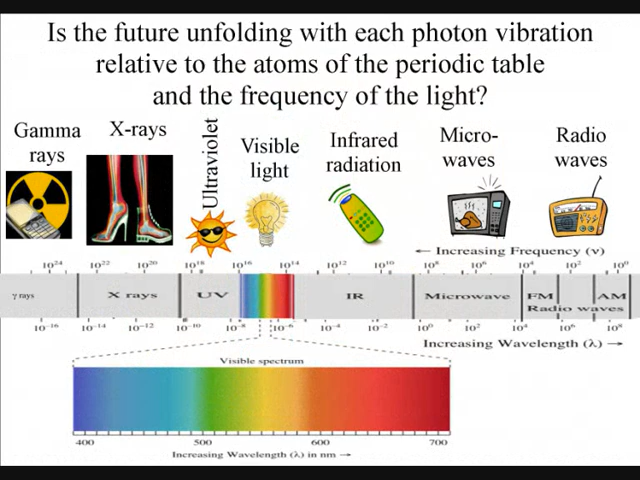 Is the future unfolding with each photon vibration
relative to the atoms of the periodic table
and the frequency of the light?
Gamma
rays
X-rays
Ultraviolet
Visible
light
Infrared
radiation
Micro-
waves
Radio
waves
← Increasing Frequency (ν)
10²⁴ 10²² 10²⁰ 10¹⁸ 10¹⁶ 10¹⁴ 10¹² 10¹⁰ 10⁸ 10⁶ 10⁴ 10² 10⁰
γ rays X rays UV IR Microwave FM AM
Radio waves
10⁻¹⁶ 10⁻¹⁴ 10⁻¹² 10⁻¹⁰ 10⁻⁸ 10⁻⁶ 10⁻⁴ 10⁻² 10⁰ 10² 10⁴ 10⁶ 10⁸
Increasing Wavelength (λ) →
Visible spectrum
400 500 600 700
Increasing Wavelength (λ) in nm →